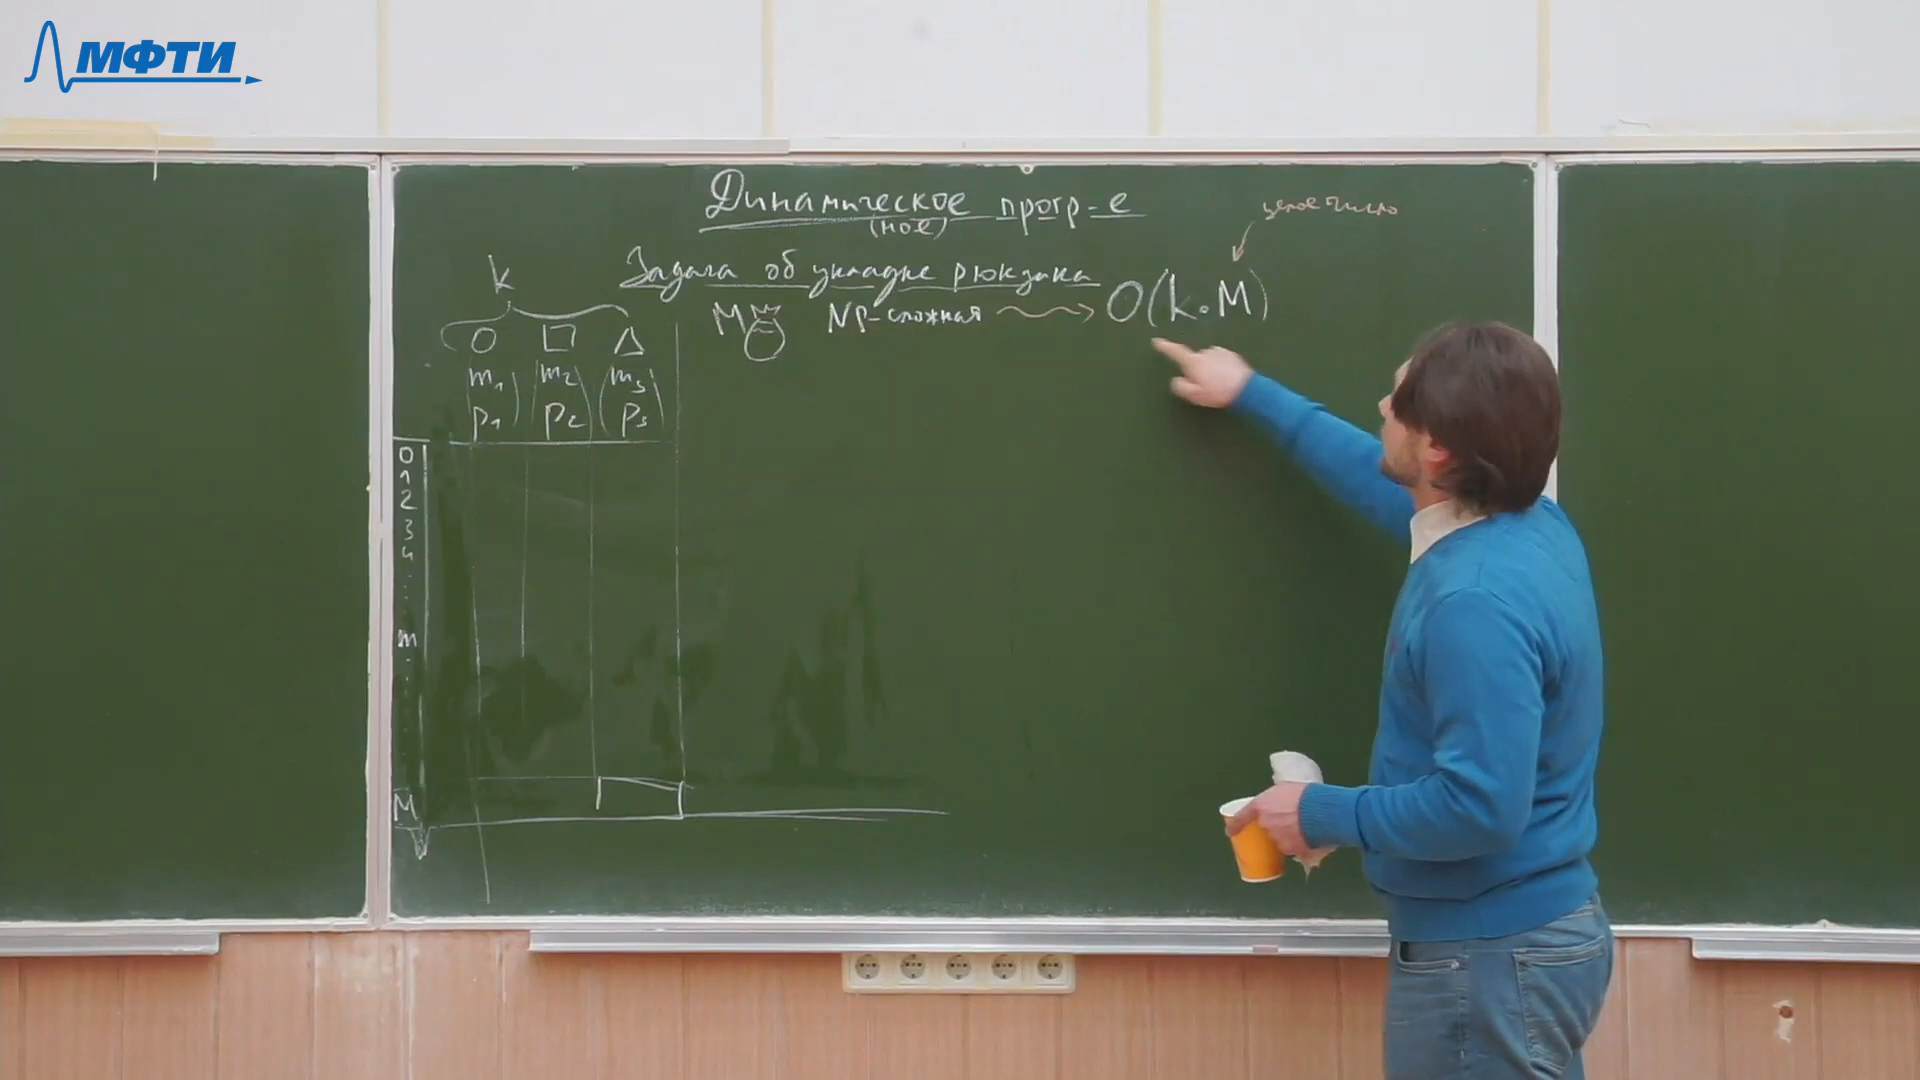 МФТИ
Динамическое прогр-е
(ное)
целое число
Задача об укладке рюкзака
M NP-сложная O(k·M)
k
m₁ m₂ m₃
p₁ p₂ p₃
0
1
2
3
4
m
M